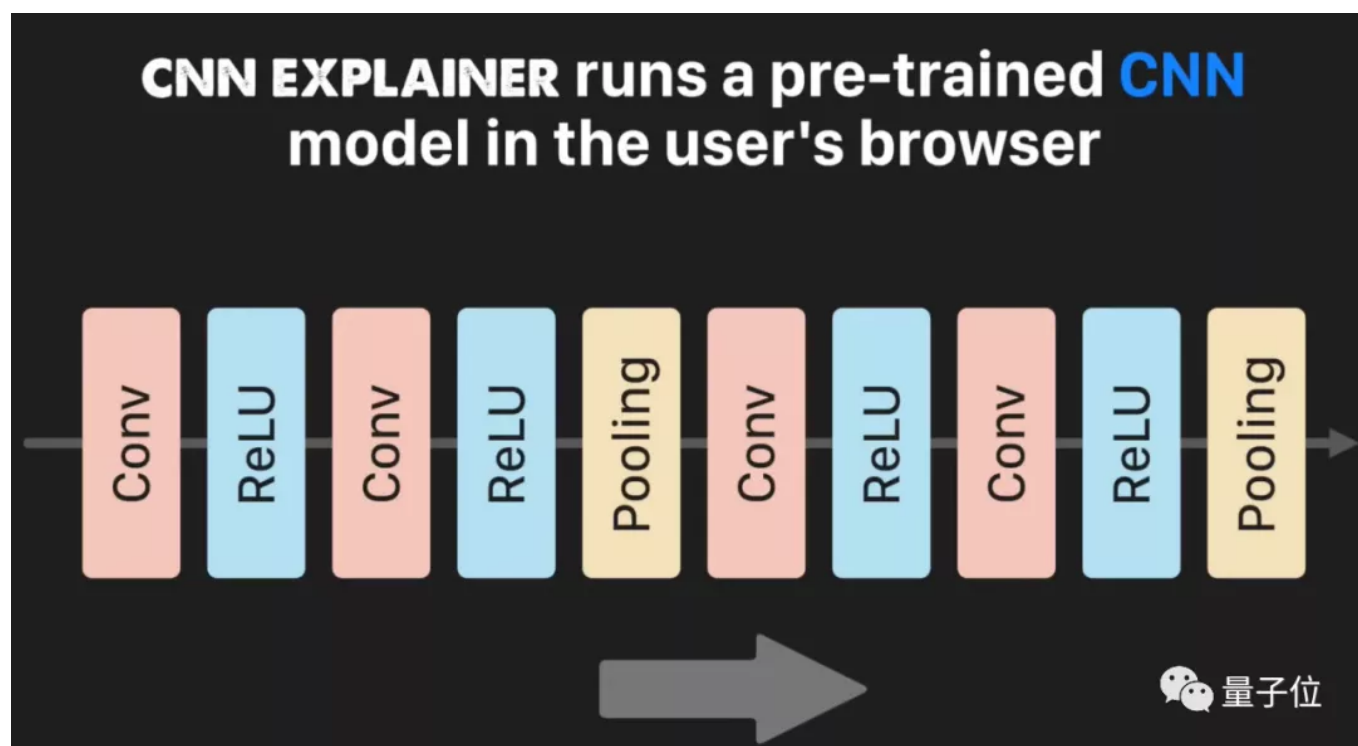 CNN EXPLAINER runs a pre-trained CNN
model in the user's browser
Conv
ReLU
Conv
ReLU
Pooling
Conv
ReLU
Conv
ReLU
Pooling
量子位